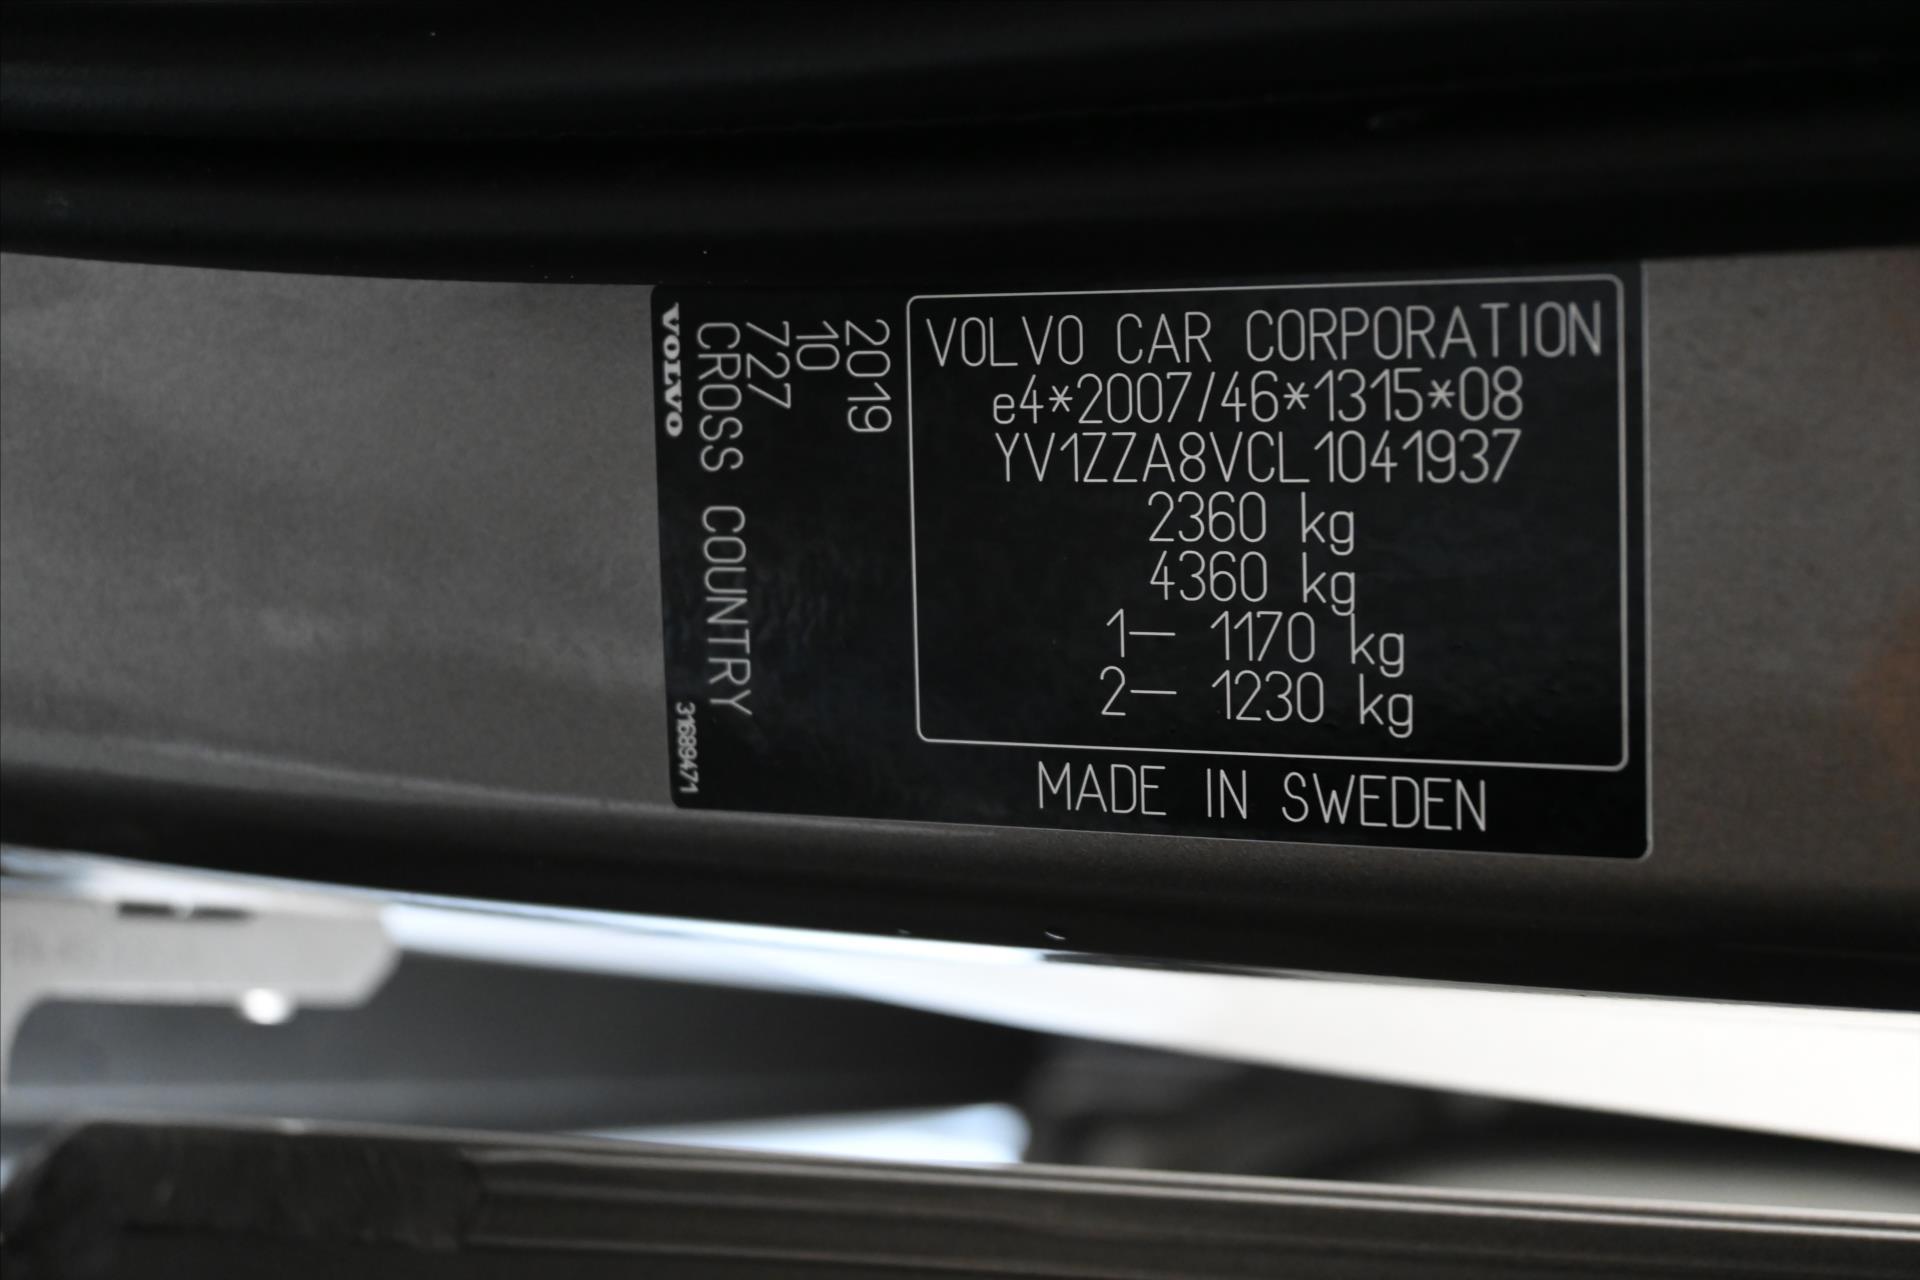 VOLVO CAR CORPORATION
e4*2007/46*1315*08
YV1ZZA8VCL1041937
2360 kg
4360 kg
1— 1170 kg
2— 1230 kg
MADE IN SWEDEN
2019
10
727
CROSS COUNTRY
VOLVO
31689471